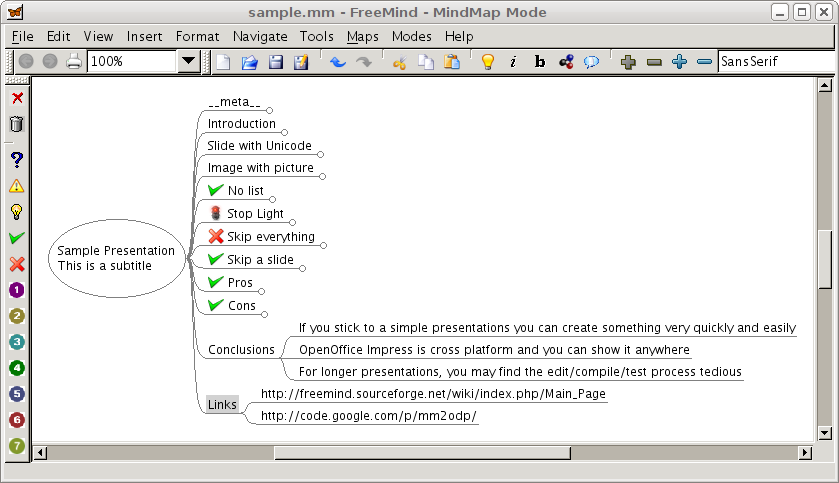 sample.mm - FreeMind - MindMap Mode
File Edit View Insert Format Navigate Tools Maps Modes Help
100%
i b
SansSerif
__meta__
Introduction
Slide with Unicode
Image with picture
No list
Stop Light
Skip everything
Skip a slide
Pros
Cons
Sample Presentation
This is a subtitle
Conclusions
If you stick to a simple presentations you can create something very quickly and easily
OpenOffice Impress is cross platform and you can show it anywhere
For longer presentations, you may find the edit/compile/test process tedious
Links
http://freemind.sourceforge.net/wiki/index.php/Main_Page
http://code.google.com/p/mm2odp/
?
1
2
3
4
5
6
7